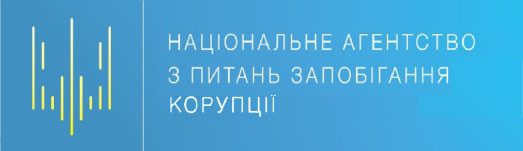 НАЦІОНАЛЬНЕ АГЕНТСТВО
З ПИТАНЬ ЗАПОБІГАННЯ
КОРУПЦІЇ